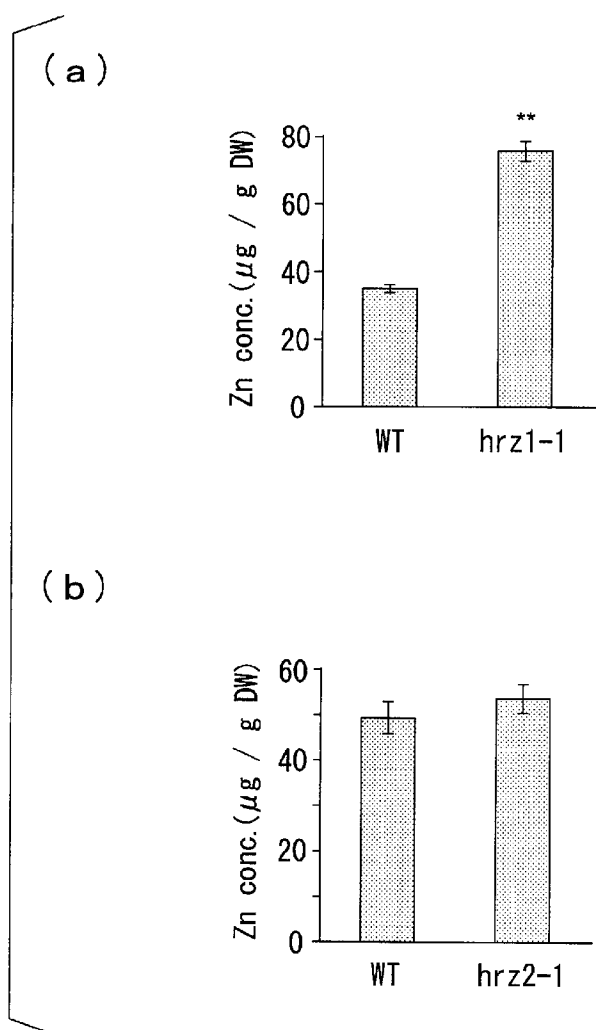 (a)
**
80
60
40
20
0
Zn conc.(μg / g DW)
WT hrz1-1
(b)
60
40
20
0
Zn conc.(μg / g DW)
WT hrz2-1